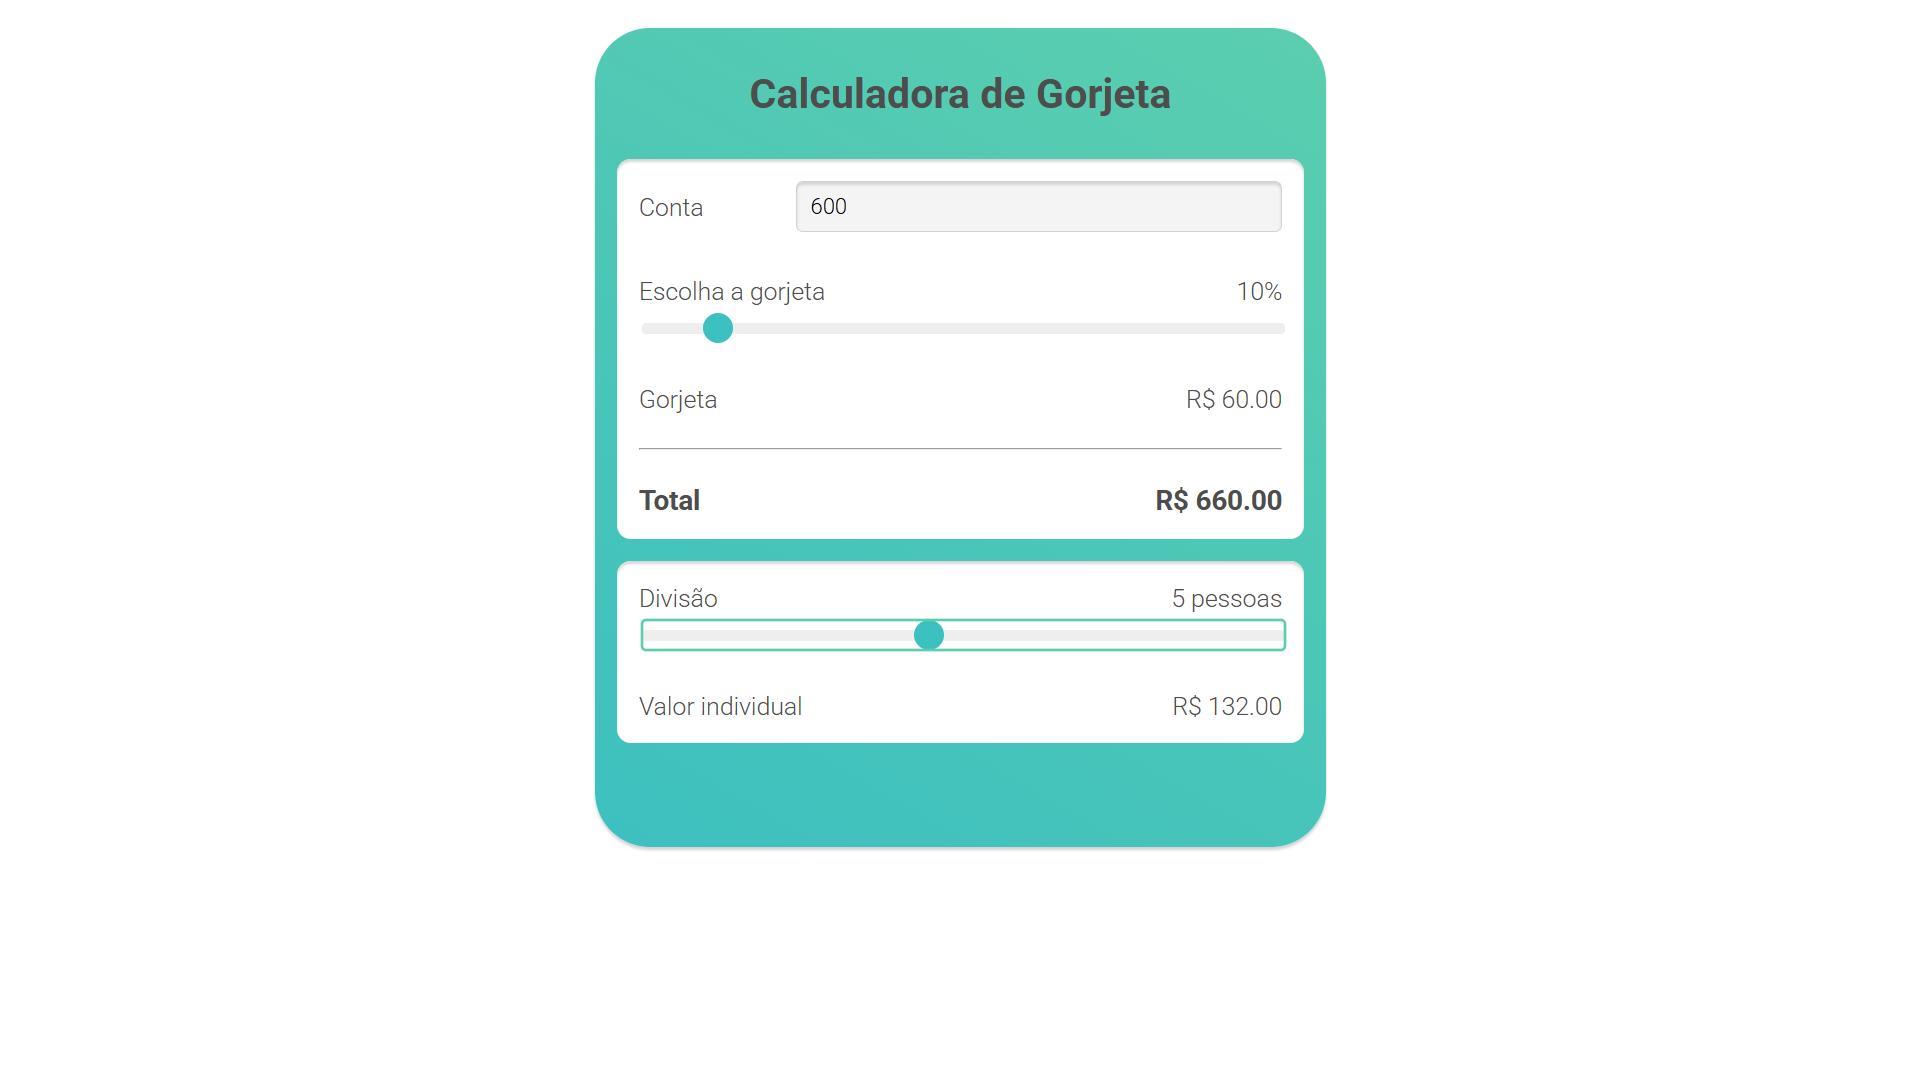 Calculadora de Gorjeta
Conta 600
Escolha a gorjeta 10%
Gorjeta R$ 60.00
Total R$ 660.00
Divisão 5 pessoas
Valor individual R$ 132.00